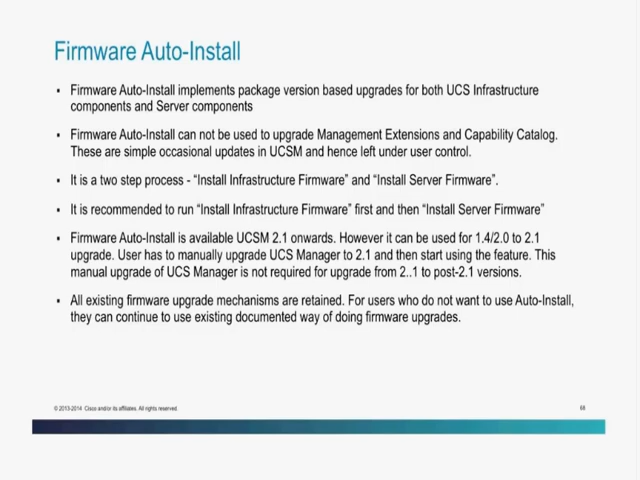 Firmware Auto-Install
▪ Firmware Auto-Install implements package version based upgrades for both UCS Infrastructure
components and Server components
▪ Firmware Auto-Install can not be used to upgrade Management Extensions and Capability Catalog.
These are simple occasional updates in UCSM and hence left under user control.
▪ It is a two step process - “Install Infrastructure Firmware” and “Install Server Firmware”.
▪ It is recommended to run “Install Infrastructure Firmware” first and then “Install Server Firmware”
▪ Firmware Auto-Install is available UCSM 2.1 onwards. However it can be used for 1.4/2.0 to 2.1
upgrade. User has to manually upgrade UCS Manager to 2.1 and then start using the feature. This
manual upgrade of UCS Manager is not required for upgrade from 2..1 to post-2.1 versions.
▪ All existing firmware upgrade mechanisms are retained. For users who do not want to use Auto-Install,
they can continue to use existing documented way of doing firmware upgrades.
© 2013-2014 Cisco and/or its affiliates. All rights reserved.
68